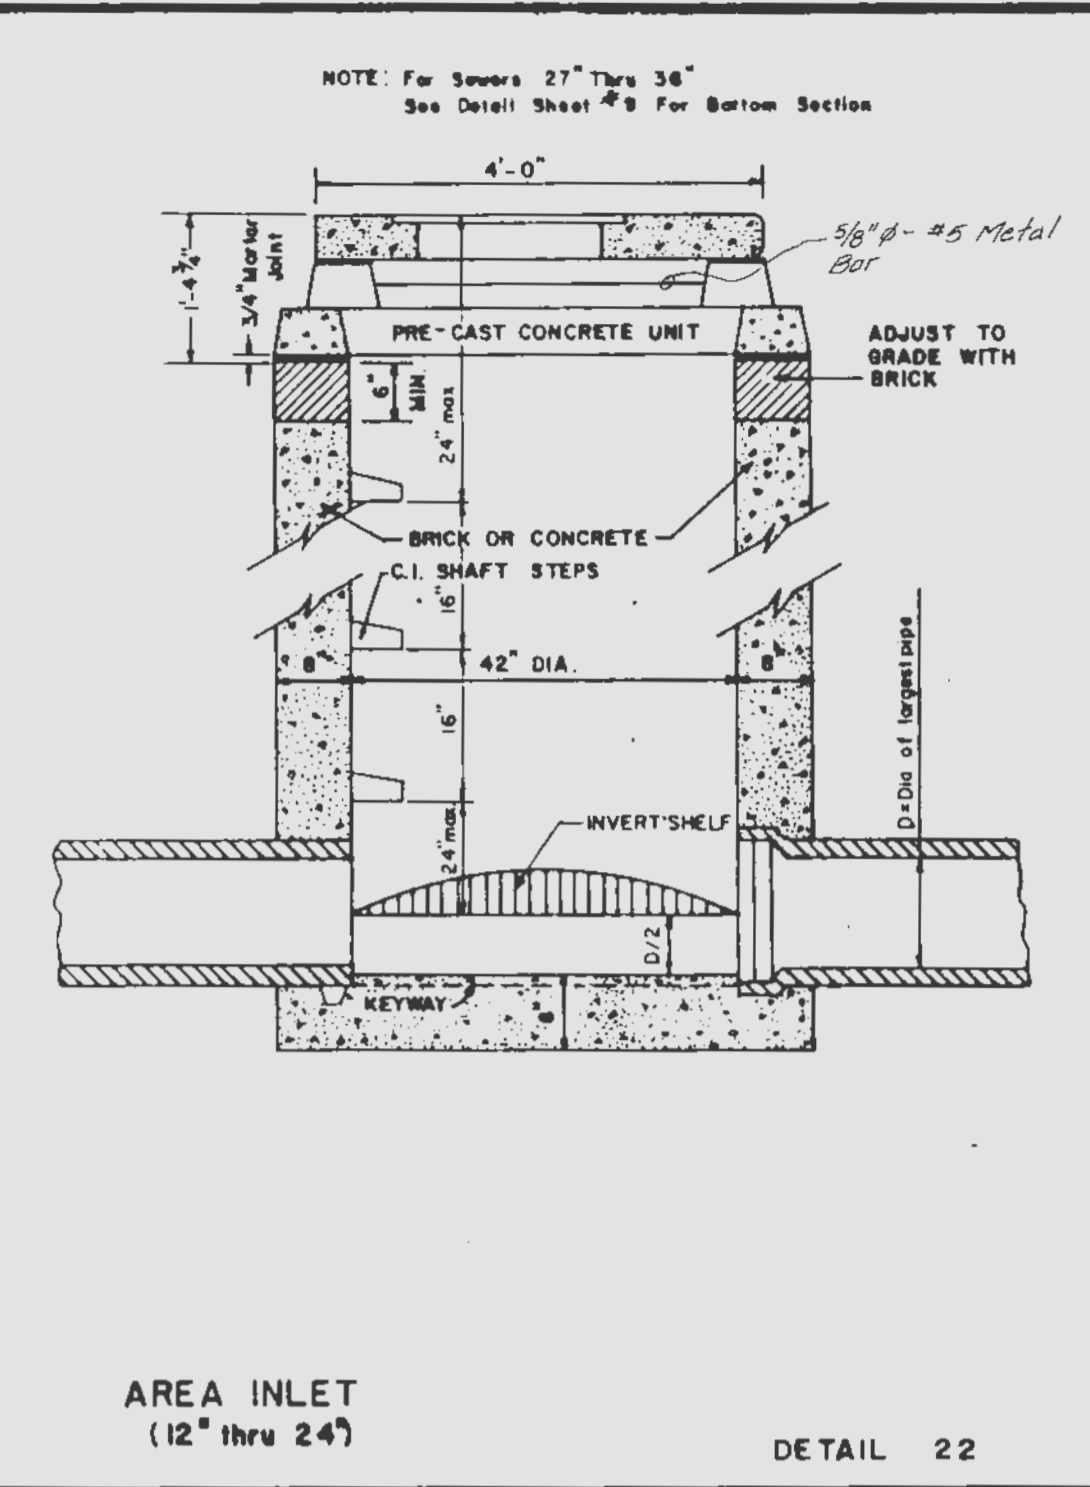 NOTE: For Sewers 27" Thru 36"
See Detail Sheet #9 For Bottom Section
4'-0"
1'-4 3/4"
3/4" Mortar
Joint
5/8" ø - #5 Metal
Bar
PRE-CAST CONCRETE UNIT
ADJUST TO
GRADE WITH
BRICK
6"
MIN.
24" max
BRICK OR CONCRETE
C.I. SHAFT STEPS
16"
8"
42" DIA.
8"
16"
D=Dia of largest pipe
INVERT SHELF
24" max.
D/2
KEYWAY
AREA INLET
(12" thru 24")
DETAIL 22